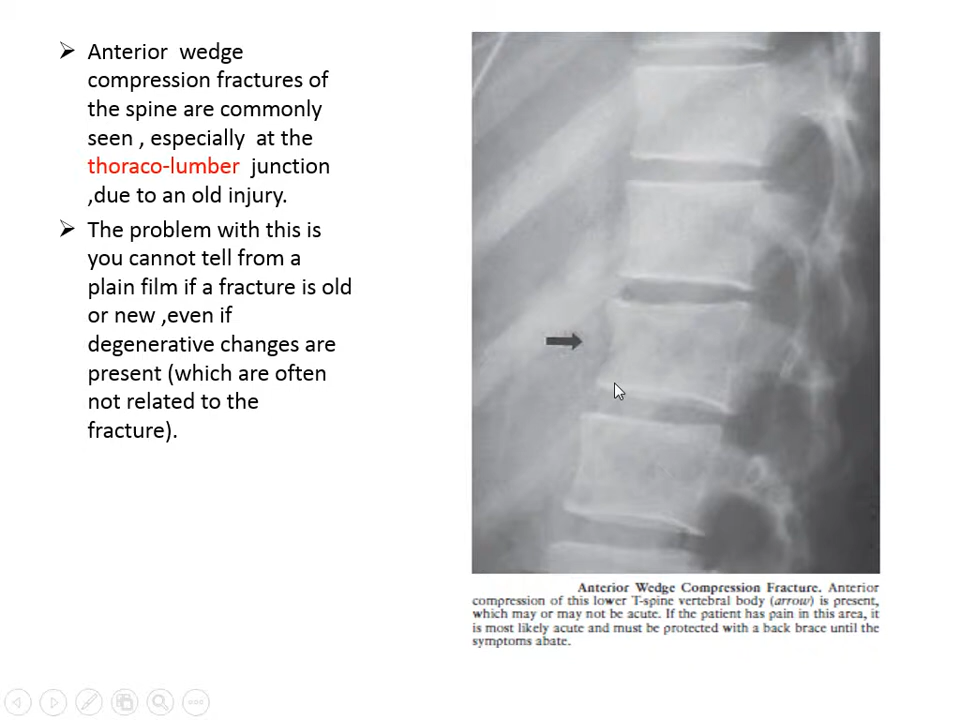 Anterior wedge
compression fractures of
the spine are commonly
seen , especially at the
thoraco-lumber junction
,due to an old injury.
The problem with this is
you cannot tell from a
plain film if a fracture is old
or new ,even if
degenerative changes are
present (which are often
not related to the
fracture).
Anterior Wedge Compression Fracture. Anterior
compression of this lower T-spine vertebral body (arrow) is present,
which may or may not be acute. If the patient has pain in this area, it
is most likely acute and must be protected with a back brace until the
symptoms abate.